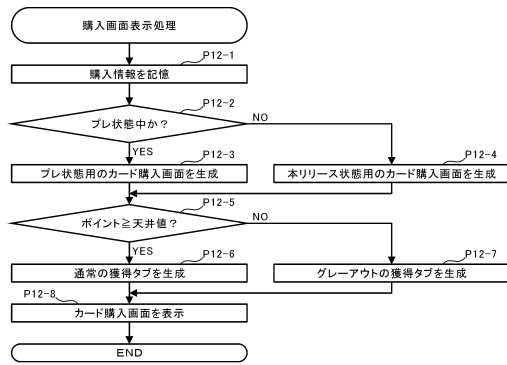 購入画面表示処理
P12-1
購入情報を記憶
P12-2
プレ状態中か？
NO
YES
P12-3
プレ状態用のカード購入画面を生成
P12-4
本リリース状態用のカード購入画面を生成
P12-5
ポイント≧天井値？
NO
YES
P12-6
通常の獲得タブを生成
P12-7
グレーアウトの獲得タブを生成
P12-8
カード購入画面を表示
END